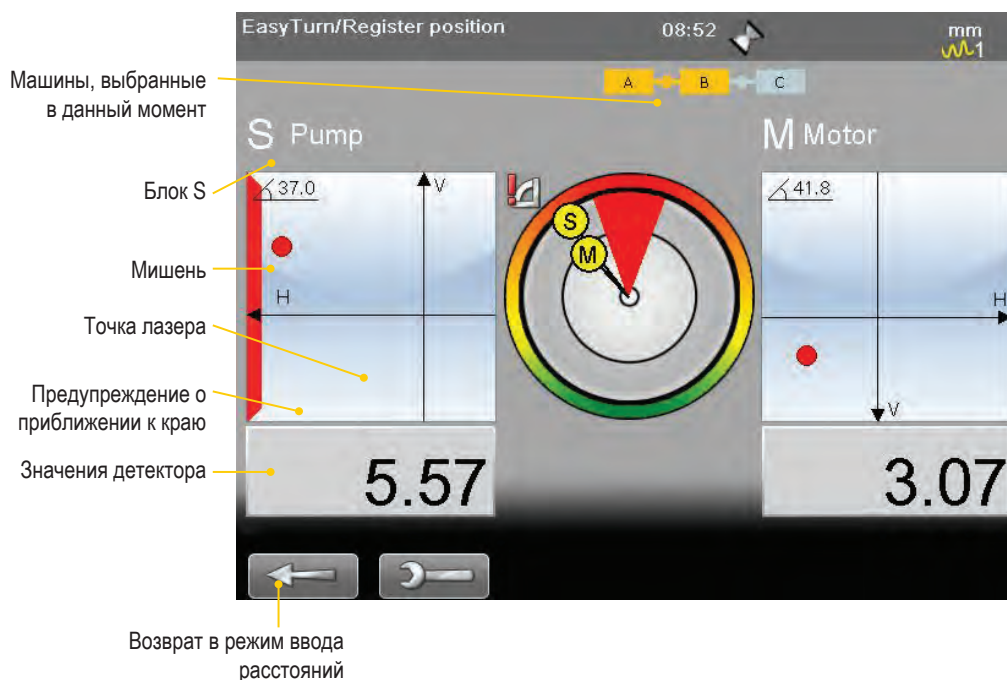 EasyTurn/Register position
08:52
mm
1
Машины, выбранные
в данный момент
A
B
C
S Pump
M Motor
Блок S
37.0
V
41.8
S
M
Мишень
H
H
Точка лазера
Предупреждение о
приближении к краю
V
Значения детектора
5.57
3.07
Возврат в режим ввода
расстояний